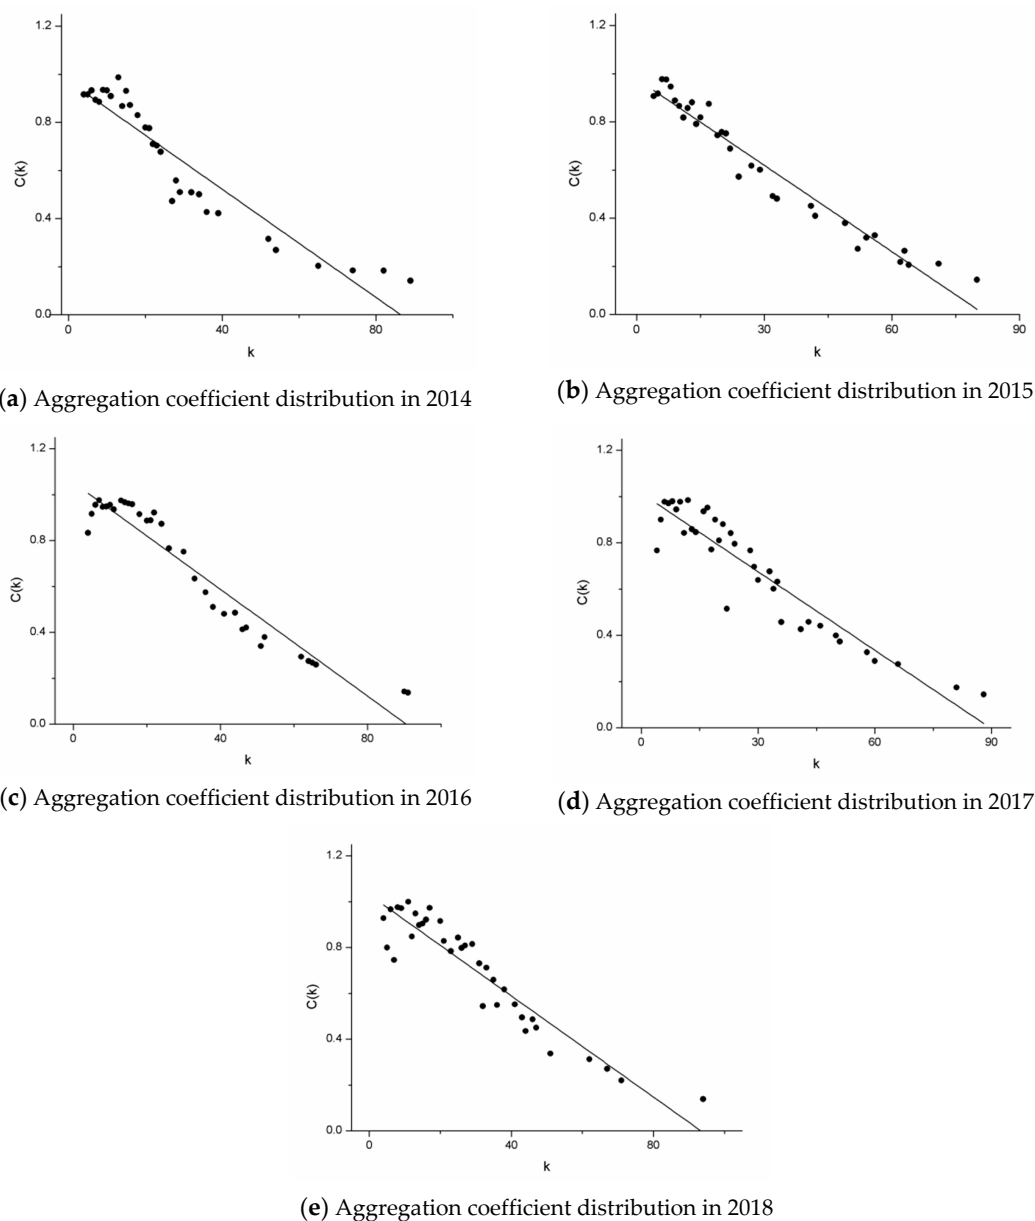 1.2
0.8
0.4
0.0
C(k)
0
40
80
k
(a) Aggregation coefficient distribution in 2014
1.2
0.8
0.4
0.0
C(k)
0
30
60
90
k
(b) Aggregation coefficient distribution in 2015
1.2
0.8
0.4
0.0
C(k)
0
40
80
k
(c) Aggregation coefficient distribution in 2016
1.2
0.8
0.4
0.0
C(k)
0
30
60
90
k
(d) Aggregation coefficient distribution in 2017
1.2
0.8
0.4
0.0
C(k)
0
40
80
k
(e) Aggregation coefficient distribution in 2018